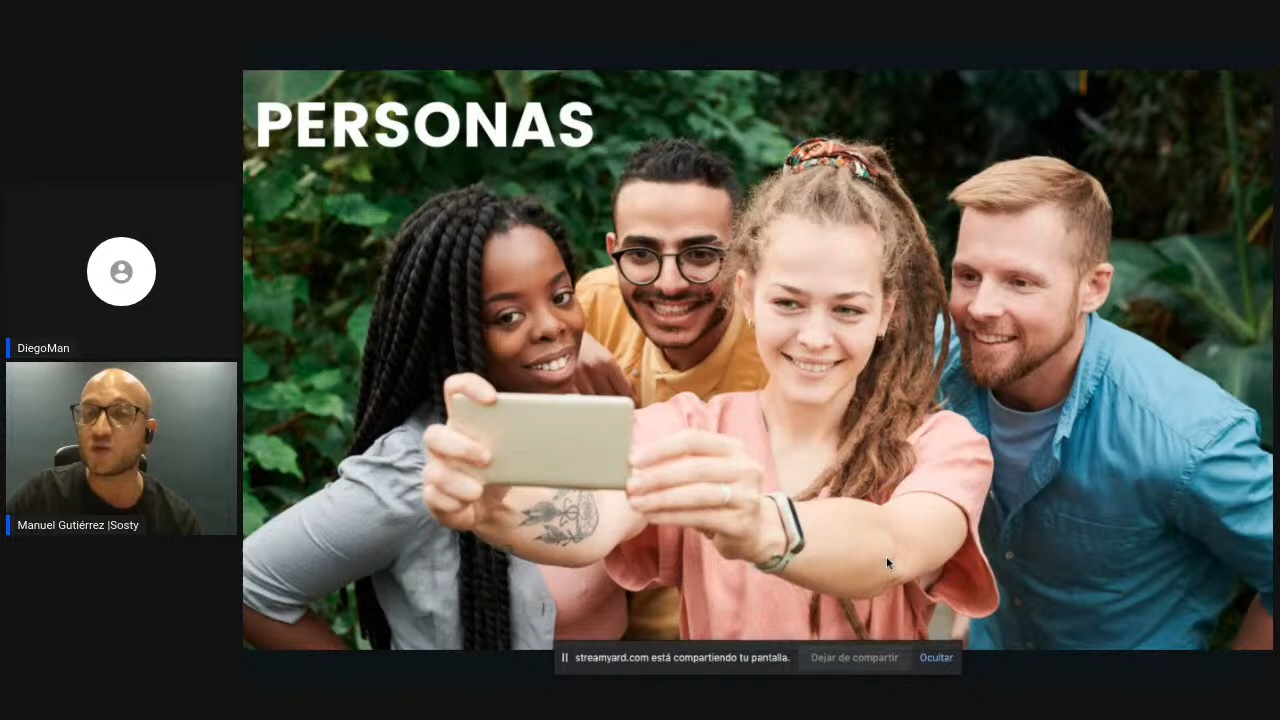 PERSONAS
DiegoMan
Manuel Gutiérrez |Sosty
streamyard.com está compartiendo tu pantalla.
Dejar de compartir
Ocultar